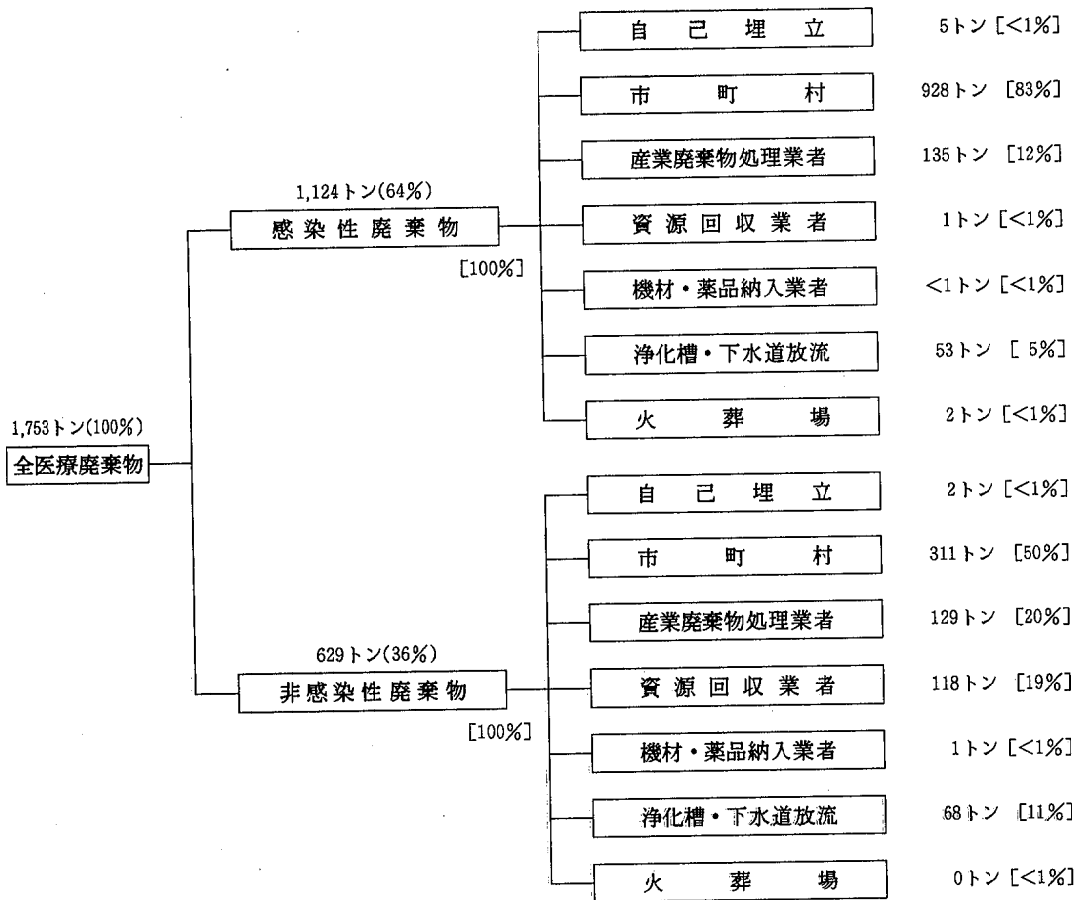 自己埋立 5トン [<1%]
市町村 928トン [83%]
産業廃棄物処理業者 135トン [12%]
1,124トン(64%)
感染性廃棄物
[100%]
資源回収業者 1トン [<1%]
機材・薬品納入業者 <1トン [<1%]
浄化槽・下水道放流 53トン [ 5%]
火葬場 2トン [<1%]
1,753トン(100%)
全医療廃棄物
自己埋立 2トン [<1%]
市町村 311トン [50%]
産業廃棄物処理業者 129トン [20%]
629トン(36%)
非感染性廃棄物
[100%]
資源回収業者 118トン [19%]
機材・薬品納入業者 1トン [<1%]
浄化槽・下水道放流 68トン [11%]
火葬場 0トン [<1%]